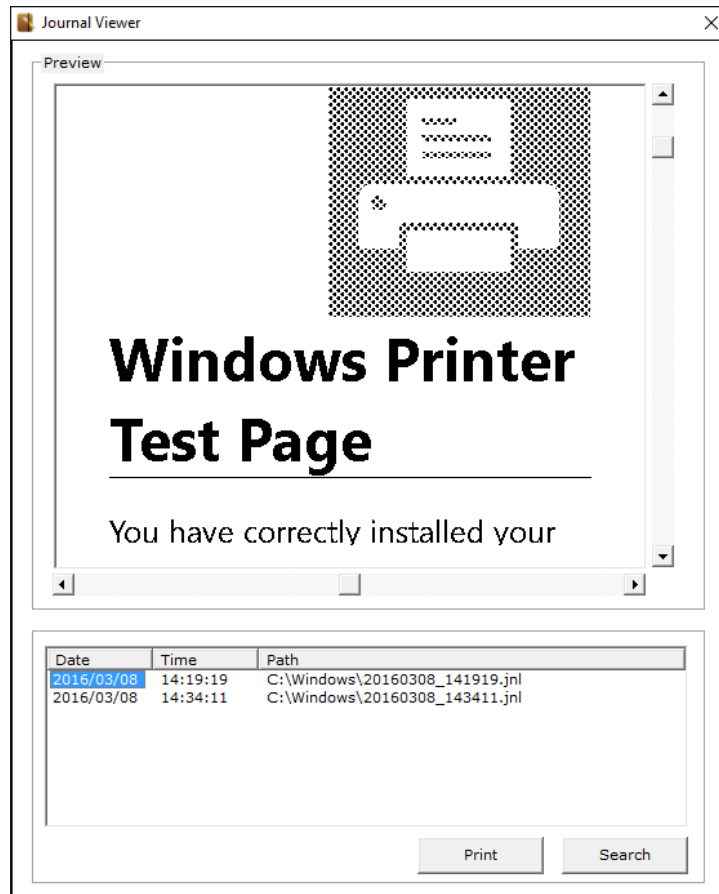 Journal Viewer
Preview
Windows Printer
Test Page
You have correctly installed your
Date Time Path
2016/03/08 14:19:19 C:\Windows\20160308_141919.jnl
2016/03/08 14:34:11 C:\Windows\20160308_143411.jnl
Print Search